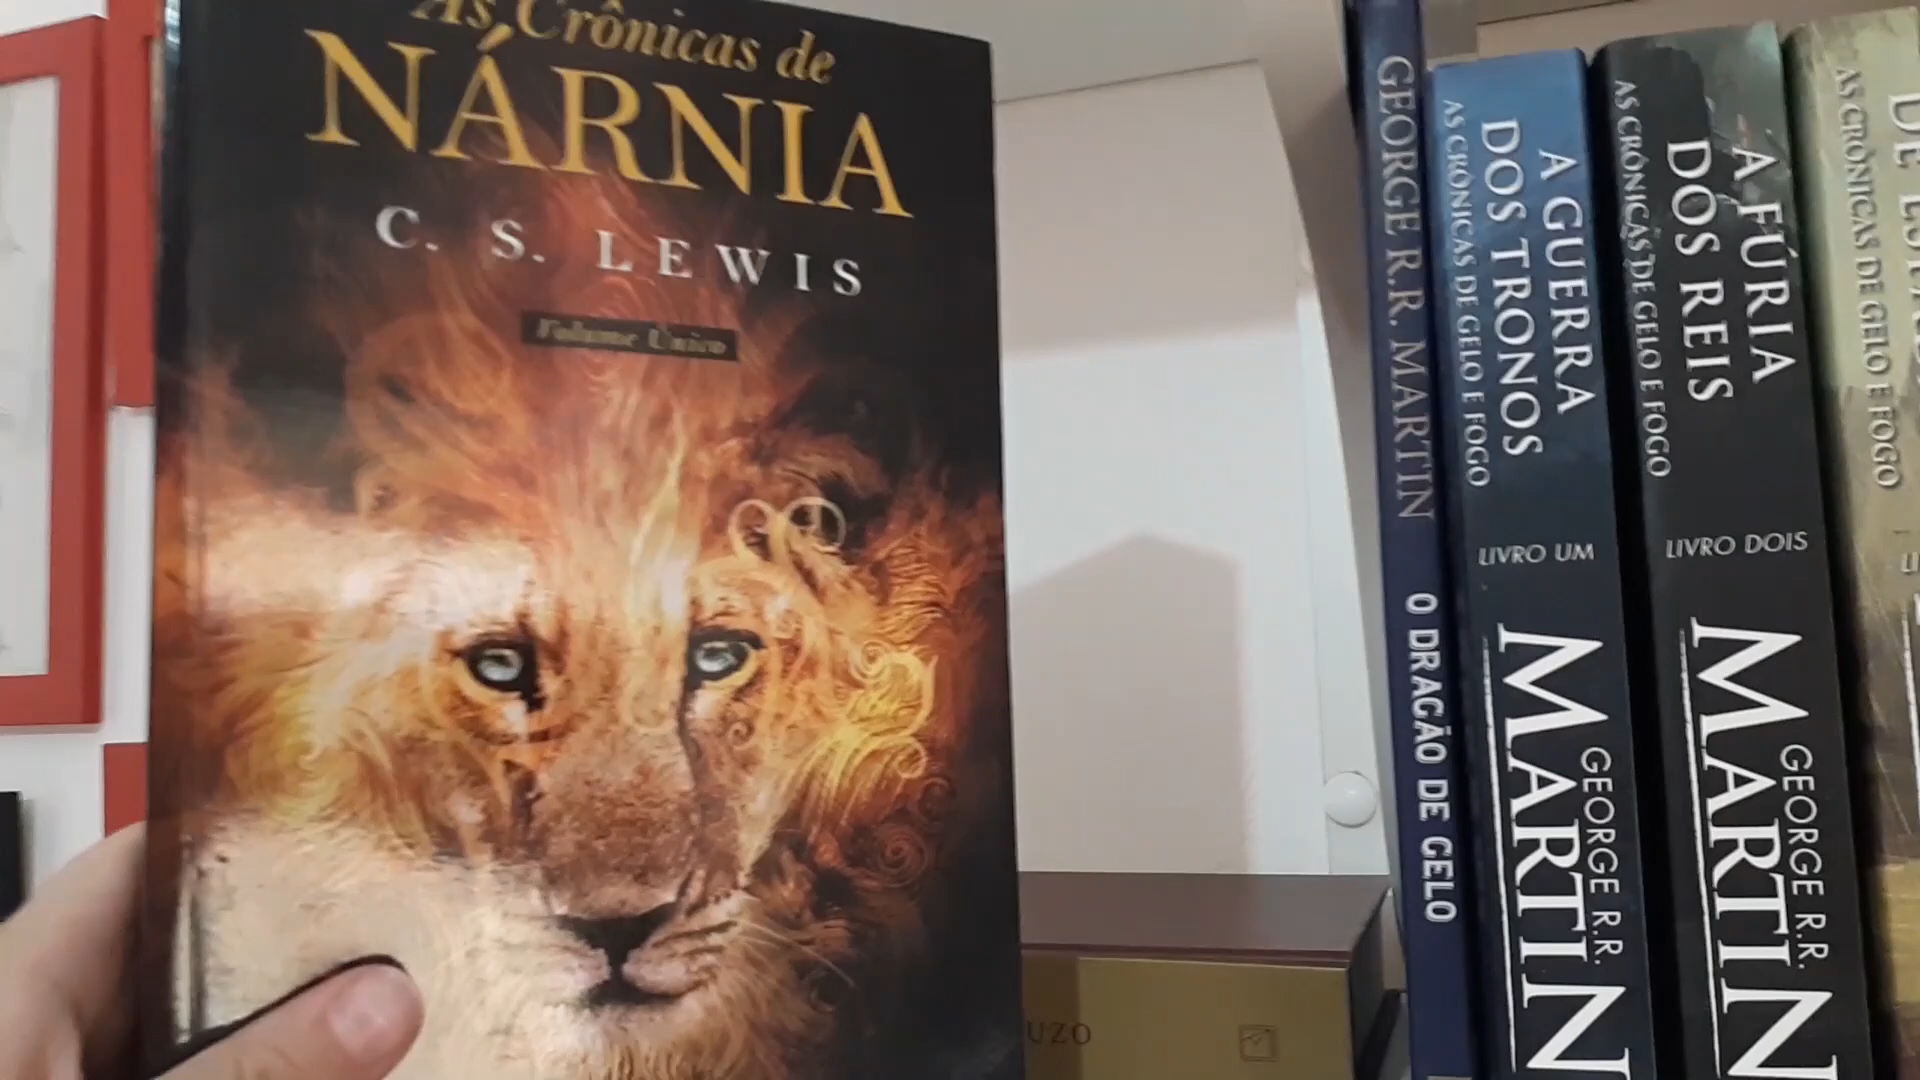 As Crônicas de
NÁRNIA
C. S. LEWIS
Volume Único
GEORGE R.R. MARTIN
O DRAGÃO DE GELO
A GUERRA
DOS TRONOS
AS CRÔNICAS DE GELO E FOGO
LIVRO UM
GEORGE R.R.
MARTIN
A FÚRIA
DOS REIS
AS CRÔNICAS DE GELO E FOGO
LIVRO DOIS
GEORGE R.R.
MARTIN
AS CRÔNICAS DE GELO E FOGO
UZO